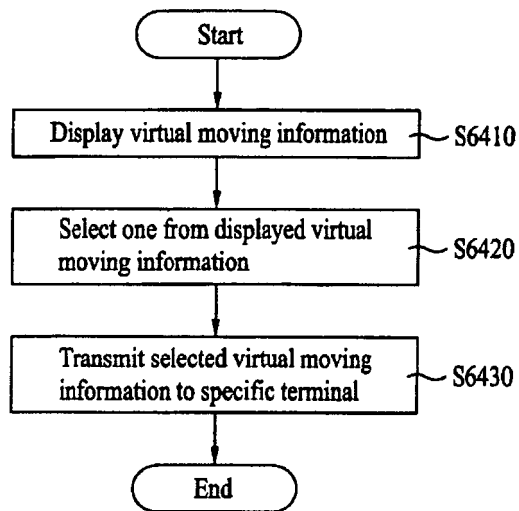 Start
Display virtual moving information
S6410
Select one from displayed virtual
moving information
S6420
Transmit selected virtual moving
information to specific terminal
S6430
End